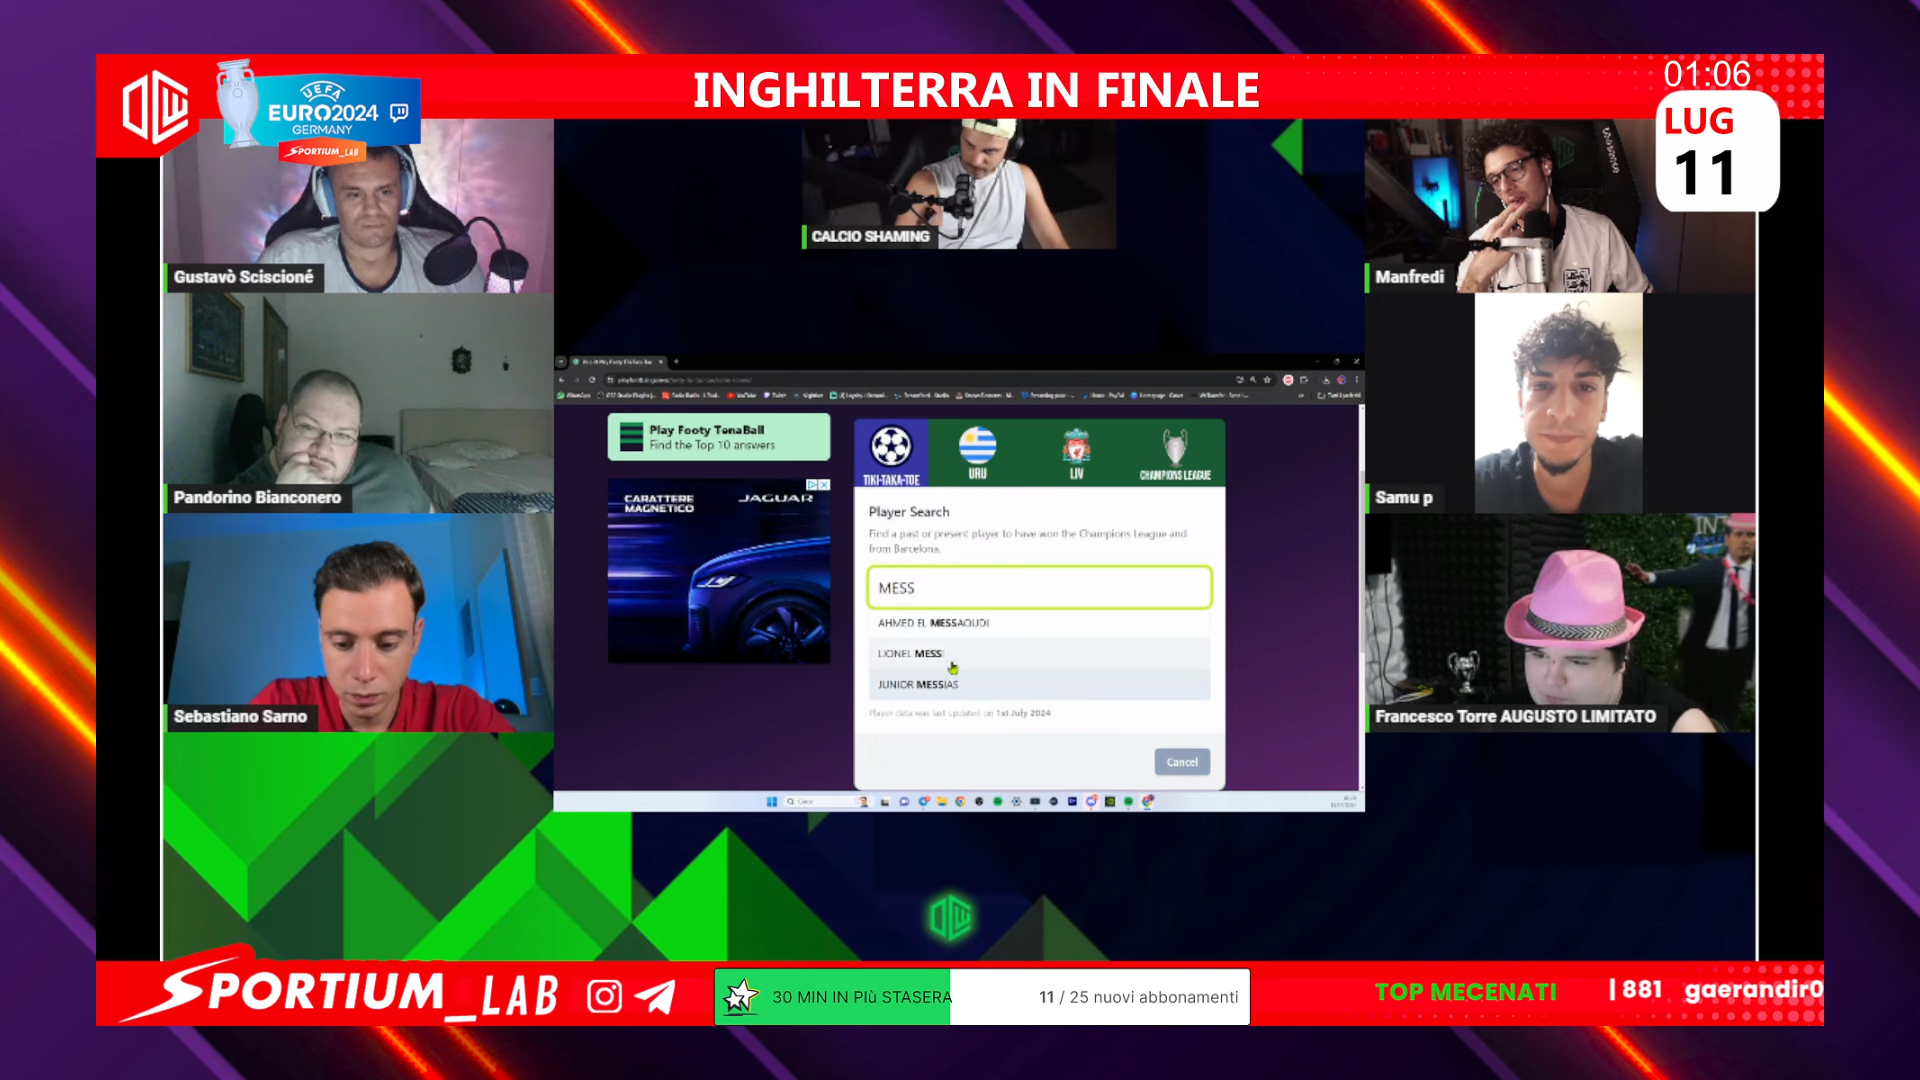 INGHILTERRA IN FINALE
01:06
LUG
11
UEFA
EURO2024
GERMANY
SPORTIUM_LAB
CALCIO SHAMING
Gustavò Sciscioné
Manfredi
Pandorino Bianconero
Samu p
Sebastiano Sarno
Francesco Torre AUGUSTO LIMITATO
Play Footy TenaBall
Find the Top 10 answers
CARATTERE
MAGNETICO
JAGUAR
TIKI-TAKA-TOE
URU
LIV
CHAMPIONS LEAGUE
Player Search
Find a past or present player to have won the Champions League and
from Barcelona.
MESS
AHMED EL MESSAOUDI
LIONEL MESSI
JUNIOR MESSIAS
Player data was last updated on 1st July 2024
Cancel
SPORTIUM_LAB
30 MIN IN PIÙ STASERA
11 / 25 nuovi abbonamenti
TOP MECENATI
| 881 gaerandir0